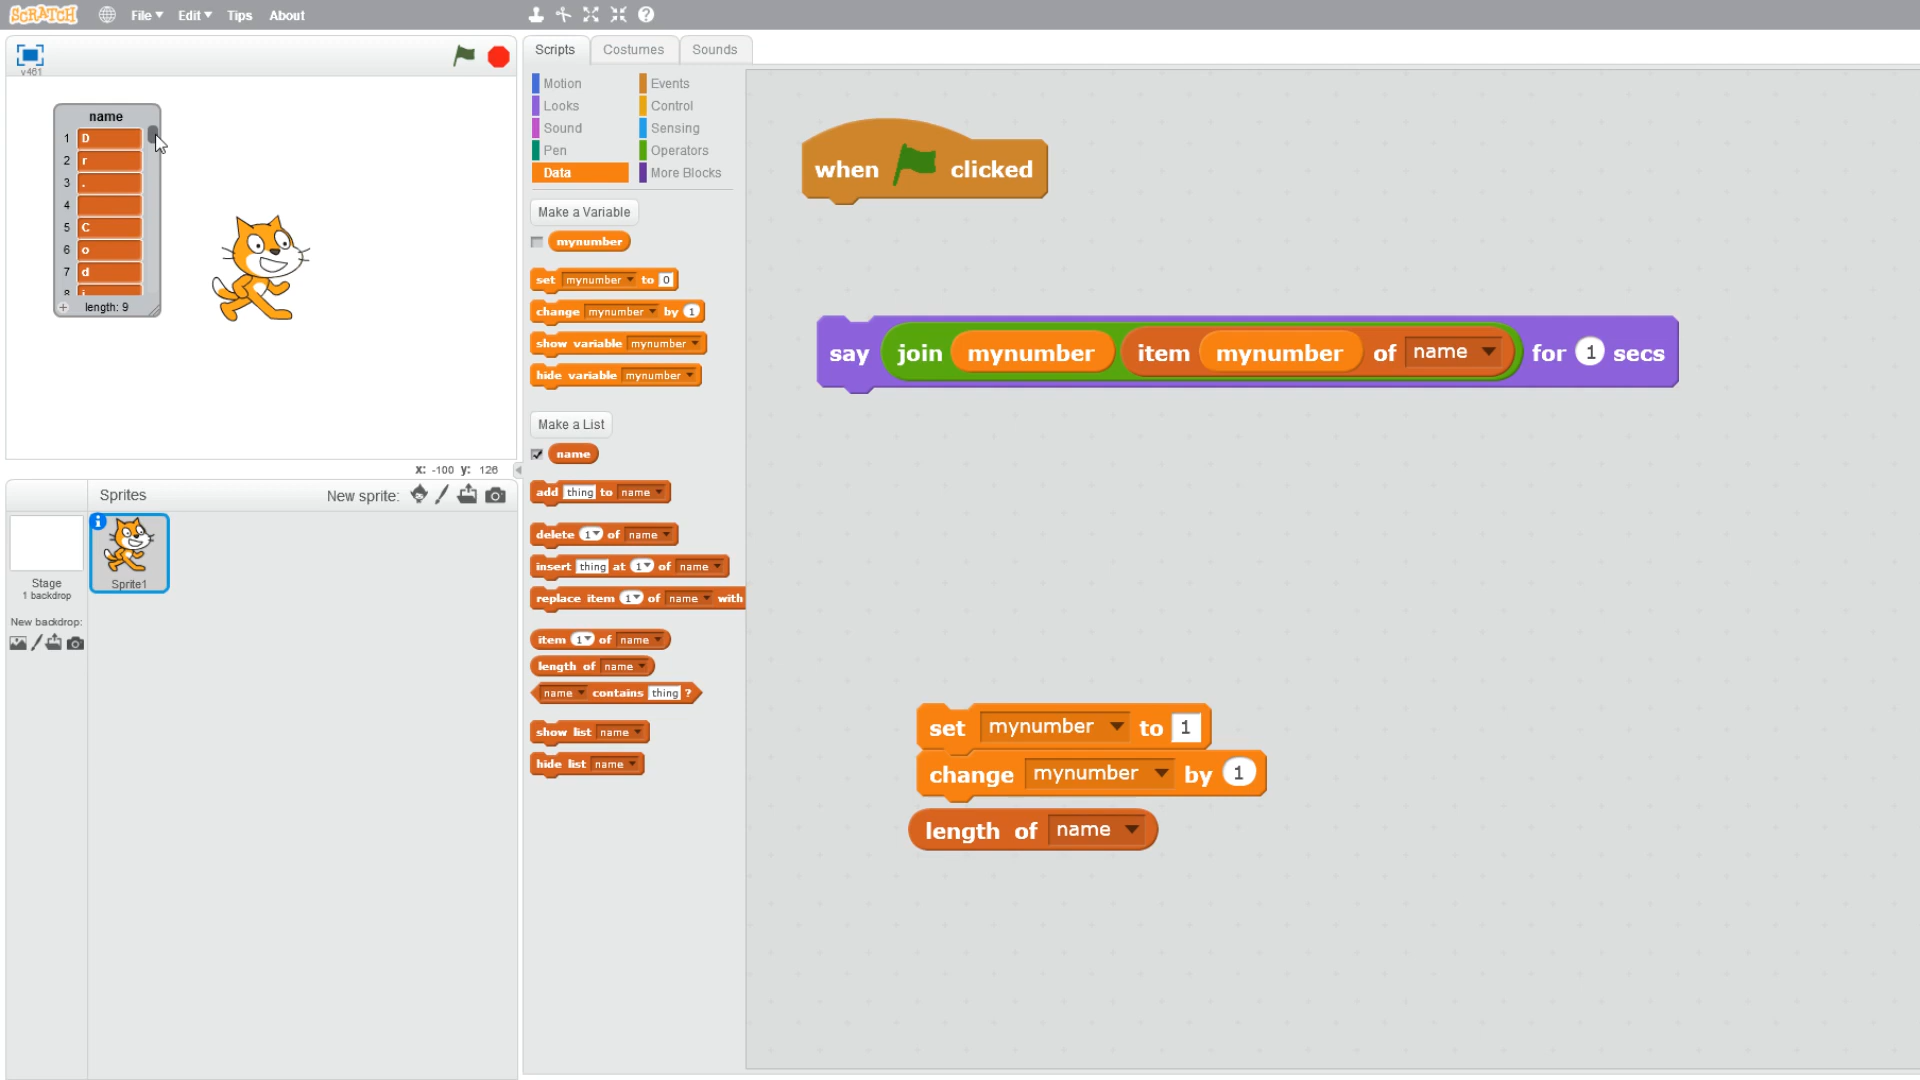 SCRATCH File Edit Tips About
v461
name
1 D
2 r
3 .
4
5 C
6 o
7 d
8 i
length: 9
x: -100 y: 126
Sprites New sprite:
Stage
1 backdrop
New backdrop:
Sprite1
Scripts Costumes Sounds
Motion Events
Looks Control
Sound Sensing
Pen Operators
Data More Blocks
Make a Variable
mynumber
set mynumber to 0
change mynumber by 1
show variable mynumber
hide variable mynumber
Make a List
name
add thing to name
delete 1 of name
insert thing at 1 of name
replace item 1 of name with
item 1 of name
length of name
name contains thing ?
show list name
hide list name
when clicked
say join mynumber item mynumber of name for 1 secs
set mynumber to 1
change mynumber by 1
length of name